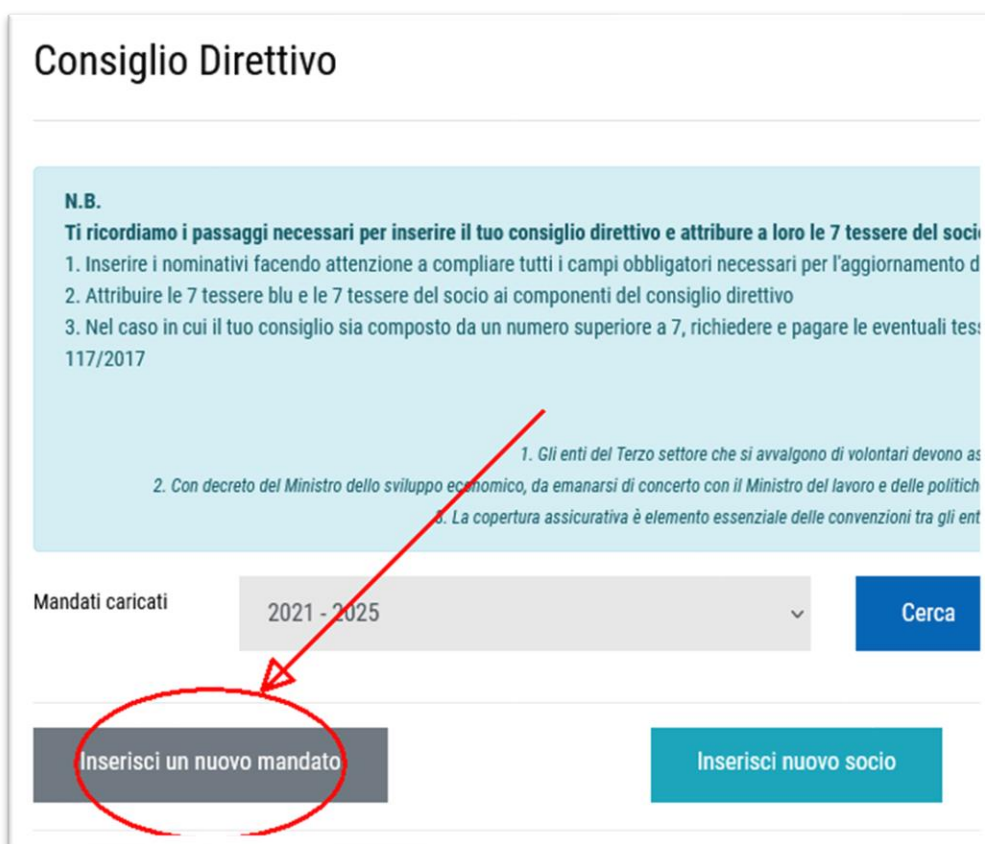 Consiglio Direttivo
N.B.
Ti ricordiamo i passaggi necessari per inserire il tuo consiglio direttivo e attribure a loro le 7 tessere del
1. Inserire i nominativi facendo attenzione a compliare tutti i campi obbligatori necessari per l'aggiornamento
2. Attribuire le 7 tessere blu e le 7 tessere del socio ai componenti del consiglio direttivo
3. Nel caso in cui il tuo consiglio sia composto da un numero superiore a 7, richiedere e pagare le eventuali
117/2017
1. Gli enti del Terzo settore che si avvalgono di volontari devono
2. Con decreto del Ministro dello sviluppo economico, da emanarsi di concerto con il Ministro del lavoro e delle
3. La copertura assicurativa è elemento essenziale delle convenzioni tra gli
Mandati caricati
2021 - 2025
Cerca
Inserisci un nuovo mandato
Inserisci nuovo socio